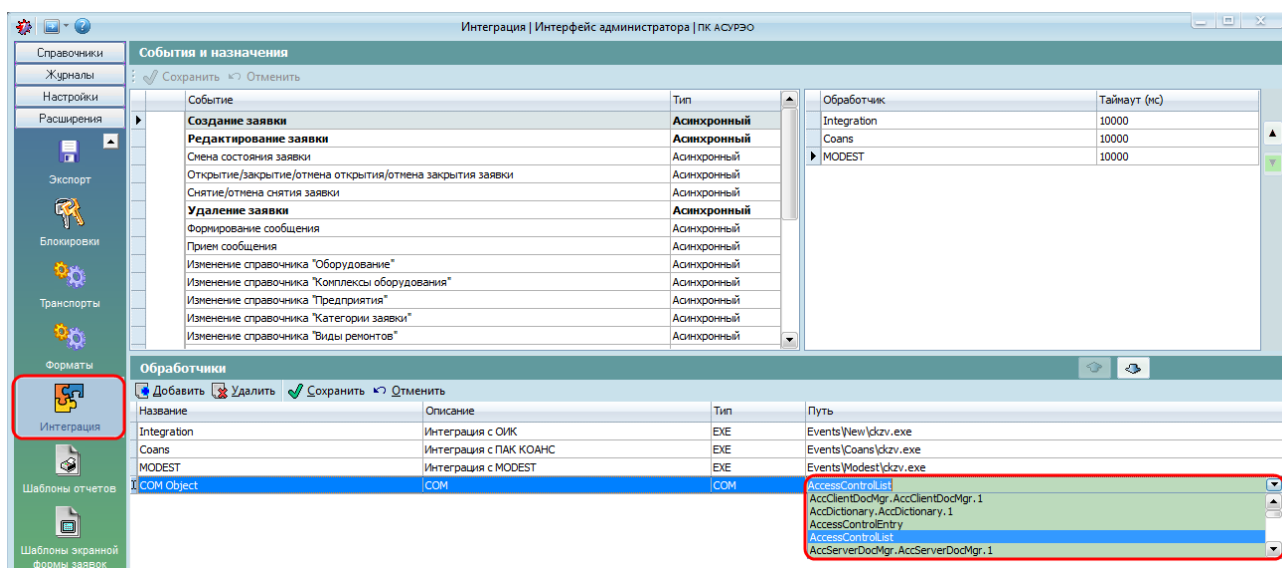 Интеграция | Интерфейс администратора | ПК АСУРЭО
Справочники
Журналы
Настройки
Расширения
Экспорт
Блокировки
Транспорты
Форматы
Интеграция
Шаблоны отчетов
Шаблоны экранной
формы заявок
События и назначения
Сохранить Отменить
Событие Тип
Создание заявки Асинхронный
Редактирование заявки Асинхронный
Смена состояния заявки Асинхронный
Открытие/закрытие/отмена открытия/отмена закрытия заявки Асинхронный
Снятие/отмена снятия заявки Асинхронный
Удаление заявки Асинхронный
Формирование сообщения Асинхронный
Прием сообщения Асинхронный
Изменение справочника "Оборудование" Асинхронный
Изменение справочника "Комплексы оборудования" Асинхронный
Изменение справочника "Предприятия" Асинхронный
Изменение справочника "Категории заявки" Асинхронный
Изменение справочника "Виды ремонтов" Асинхронный
Обработчик Таймаут (мс)
Integration 10000
Coans 10000
MODEST 10000
Обработчики
Добавить Удалить Сохранить Отменить
Название Описание Тип Путь
Integration Интеграция с ОИК EXE Events\New\ckzv.exe
Coans Интеграция с ПАК КОАНС EXE Events\Coans\ckzv.exe
MODEST Интеграция с MODEST EXE Events\Modest\ckzv.exe
COM Object COM COM AccessControlList
AccClientDocMgr.AccClientDocMgr.1
AccDictionary.AccDictionary.1
AccessControlEntry
AccessControlList
AccServerDocMgr.AccServerDocMgr.1